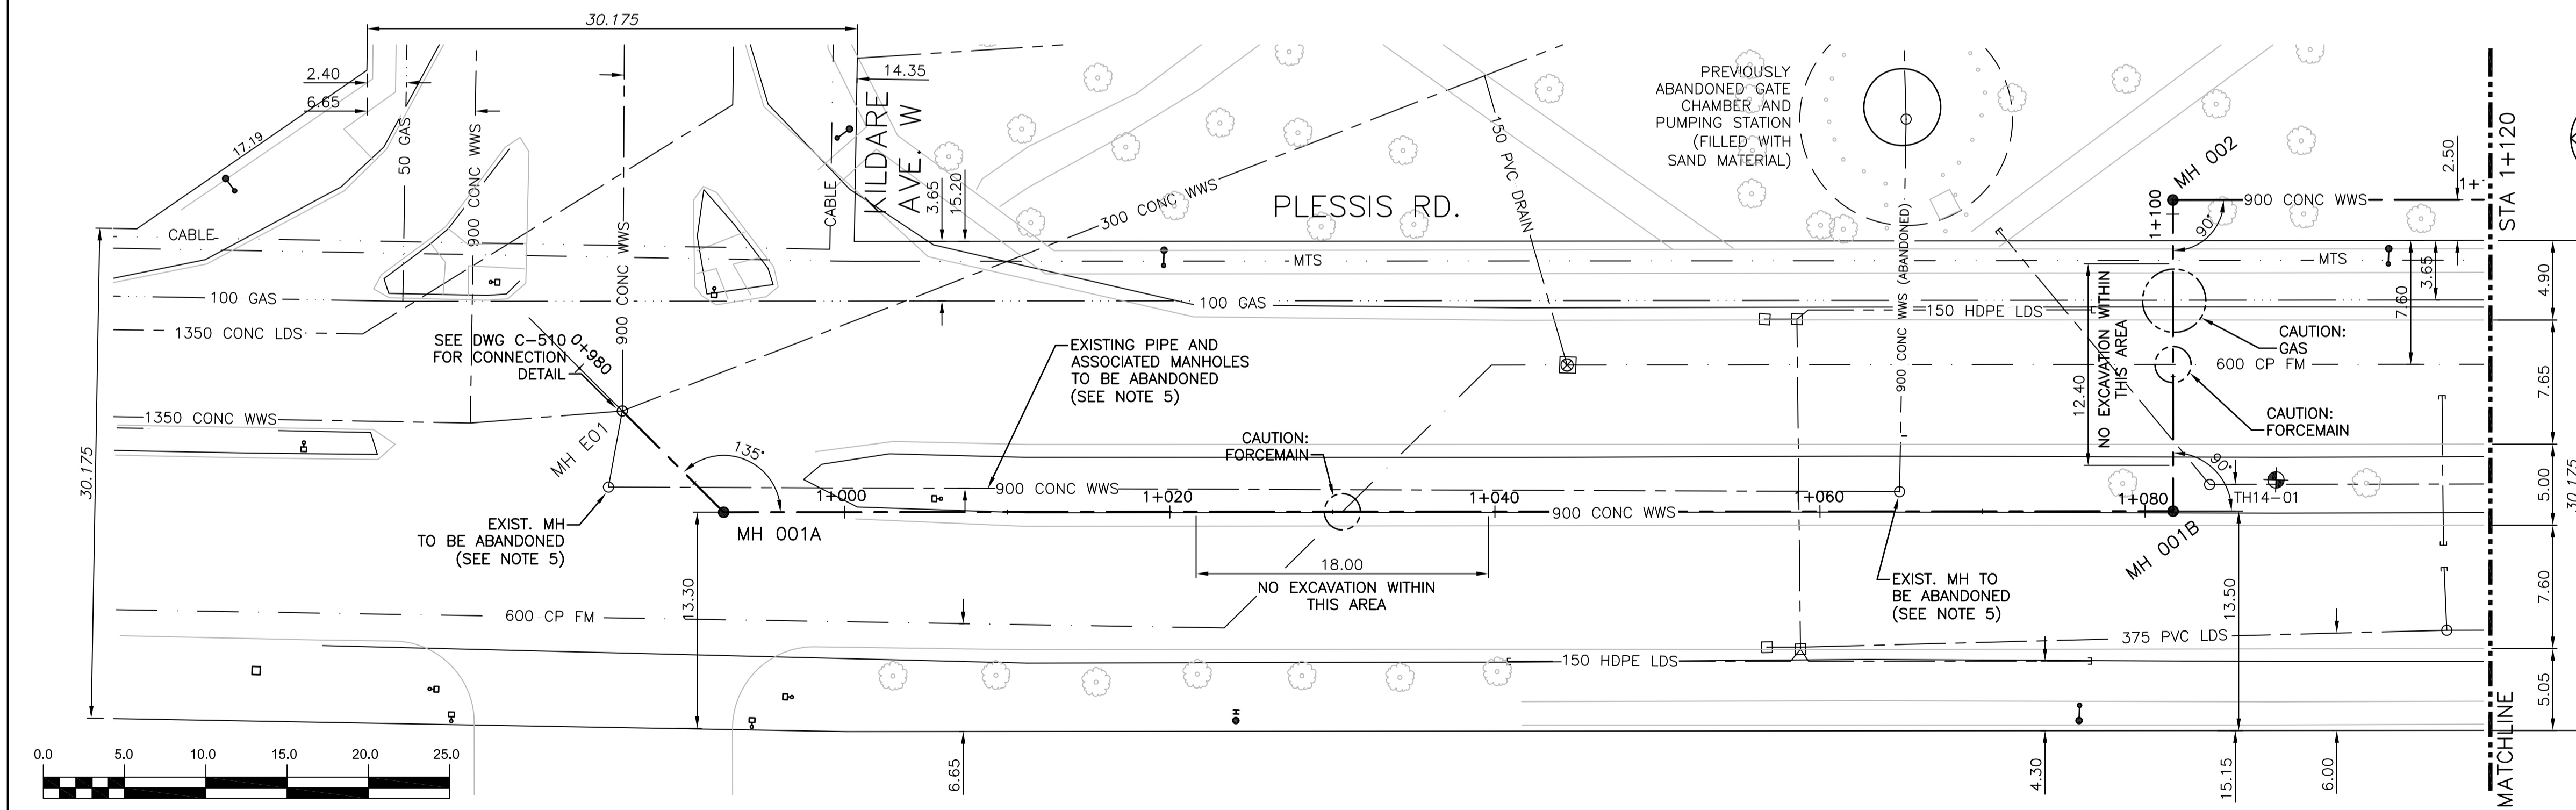 30.175
2.40
6.65
17.19
50 GAS
900 CONC WWS
900 CONC WWS
CABLE
14.35
KILDARE
AVE. W
3.65
15.20
300 CONC WWS
PLESSIS RD.
150 PVC DRAIN
PREVIOUSLY
ABANDONED GATE
CHAMBER AND
PUMPING STATION
(FILLED WITH
SAND MATERIAL)
900 CONC WWS (ABANDONED)
MH 002
1+100
90°
900 CONC WWS
2.50
1+
STA 1+120
CABLE
MTS
MTS
100 GAS
100 GAS
150 HDPE LDS
1350 CONC LDS
SEE DWG C-510
FOR CONNECTION
DETAIL
0+980
EXISTING PIPE AND
ASSOCIATED MANHOLES
TO BE ABANDONED
(SEE NOTE 5)
12.40
NO EXCAVATION WITHIN
THIS AREA
CAUTION:
GAS
600 CP FM
7.60
3.65
4.90
7.65
5.00
30.175
7.60
5.05
1350 CONC WWS
MH E01
135°
CAUTION:
FORCEMAIN
CAUTION:
FORCEMAIN
90°
TH14-01
900 CONC WWS
1+000
1+020
1+040
1+060
1+080
900 CONC WWS
30.175
EXIST. MH
TO BE ABANDONED
(SEE NOTE 5)
MH 001A
MH 001B
13.30
18.00
NO EXCAVATION WITHIN
THIS AREA
EXIST. MH TO
BE ABANDONED
(SEE NOTE 5)
13.50
600 CP FM
375 PVC LDS
150 HDPE LDS
MATCHLINE
0.0 5.0 10.0 15.0 20.0 25.0
6.65
4.30
15.15
6.00